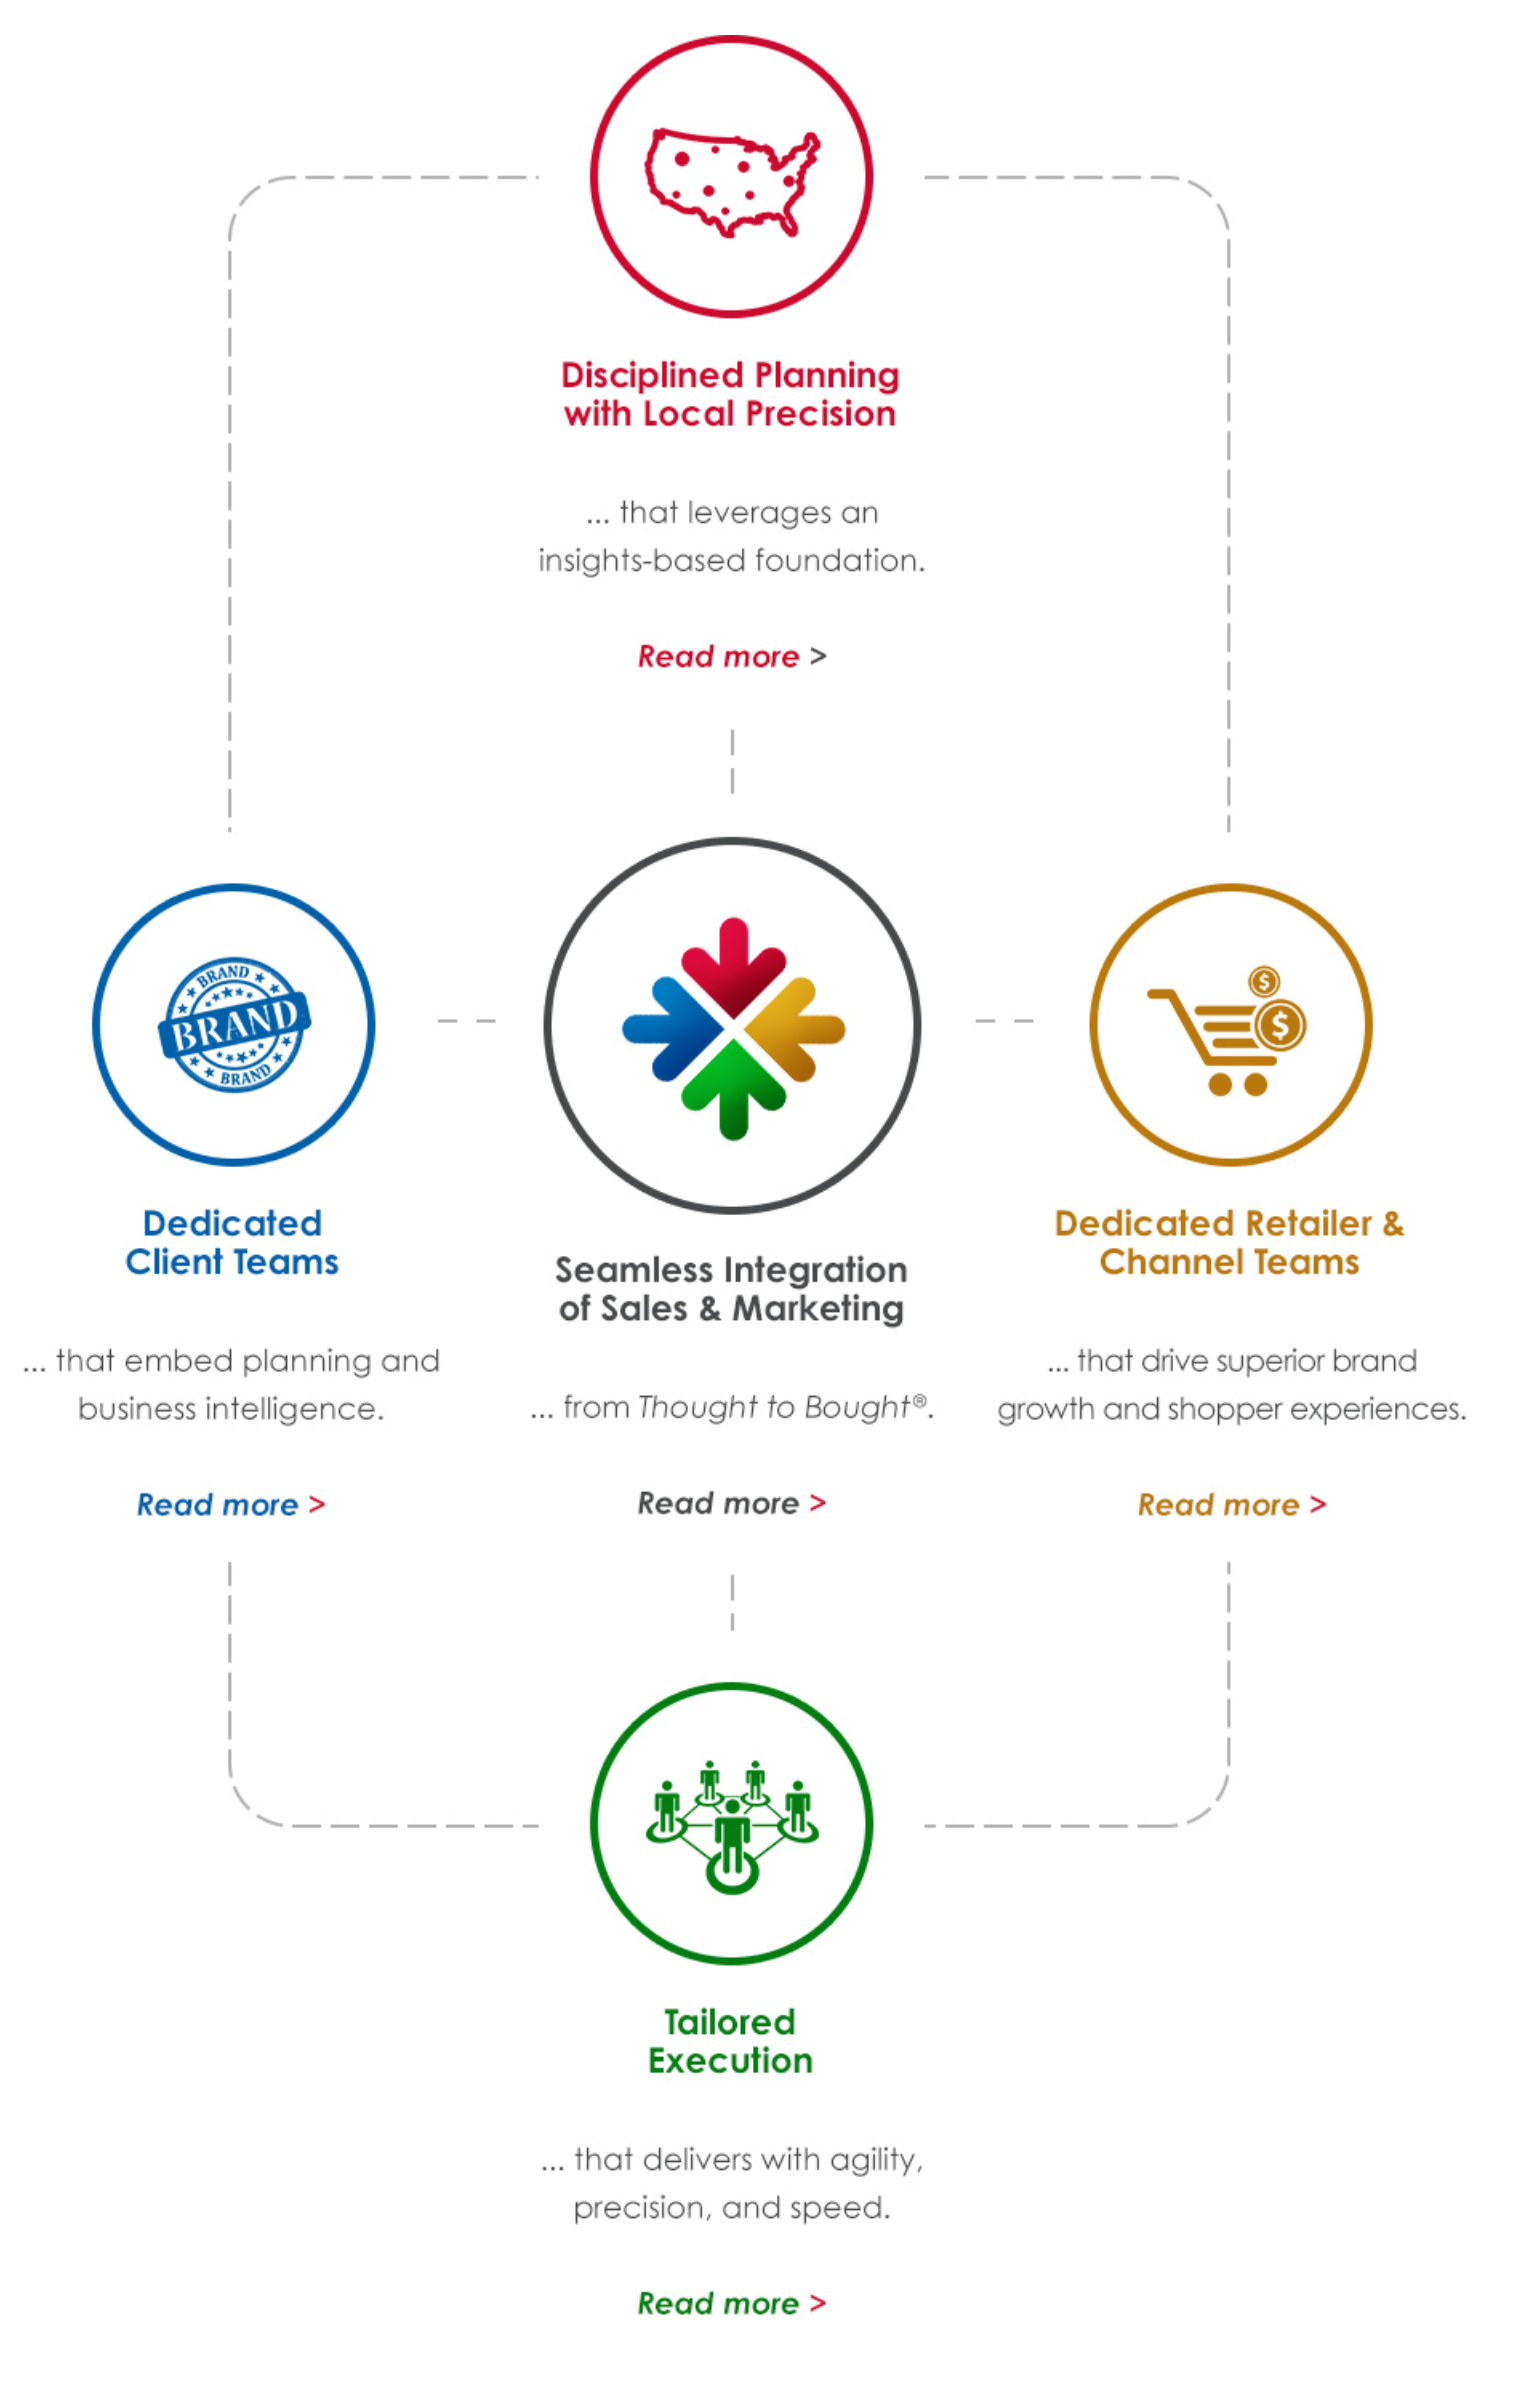 Disciplined Planning
with Local Precision
... that leverages an
insights-based foundation.
Read more >
BRAND
BRAND
BRAND
Dedicated
Client Teams
... that embed planning and
business intelligence.
Read more >
Seamless Integration
of Sales & Marketing
... from Thought to Bought®.
Read more >
$
$
Dedicated Retailer &
Channel Teams
... that drive superior brand
growth and shopper experiences.
Read more >
Tailored
Execution
... that delivers with agility,
precision, and speed.
Read more >